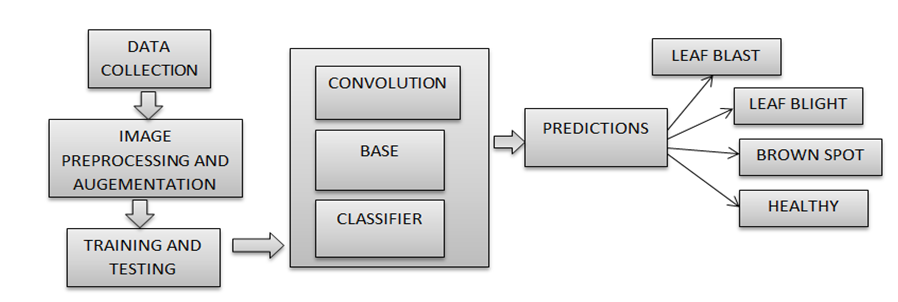 DATA
COLLECTION
IMAGE
PREPROCESSING AND
AUGEMENTATION
TRAINING AND
TESTING
CONVOLUTION
BASE
CLASSIFIER
PREDICTIONS
LEAF BLAST
LEAF BLIGHT
BROWN SPOT
HEALTHY